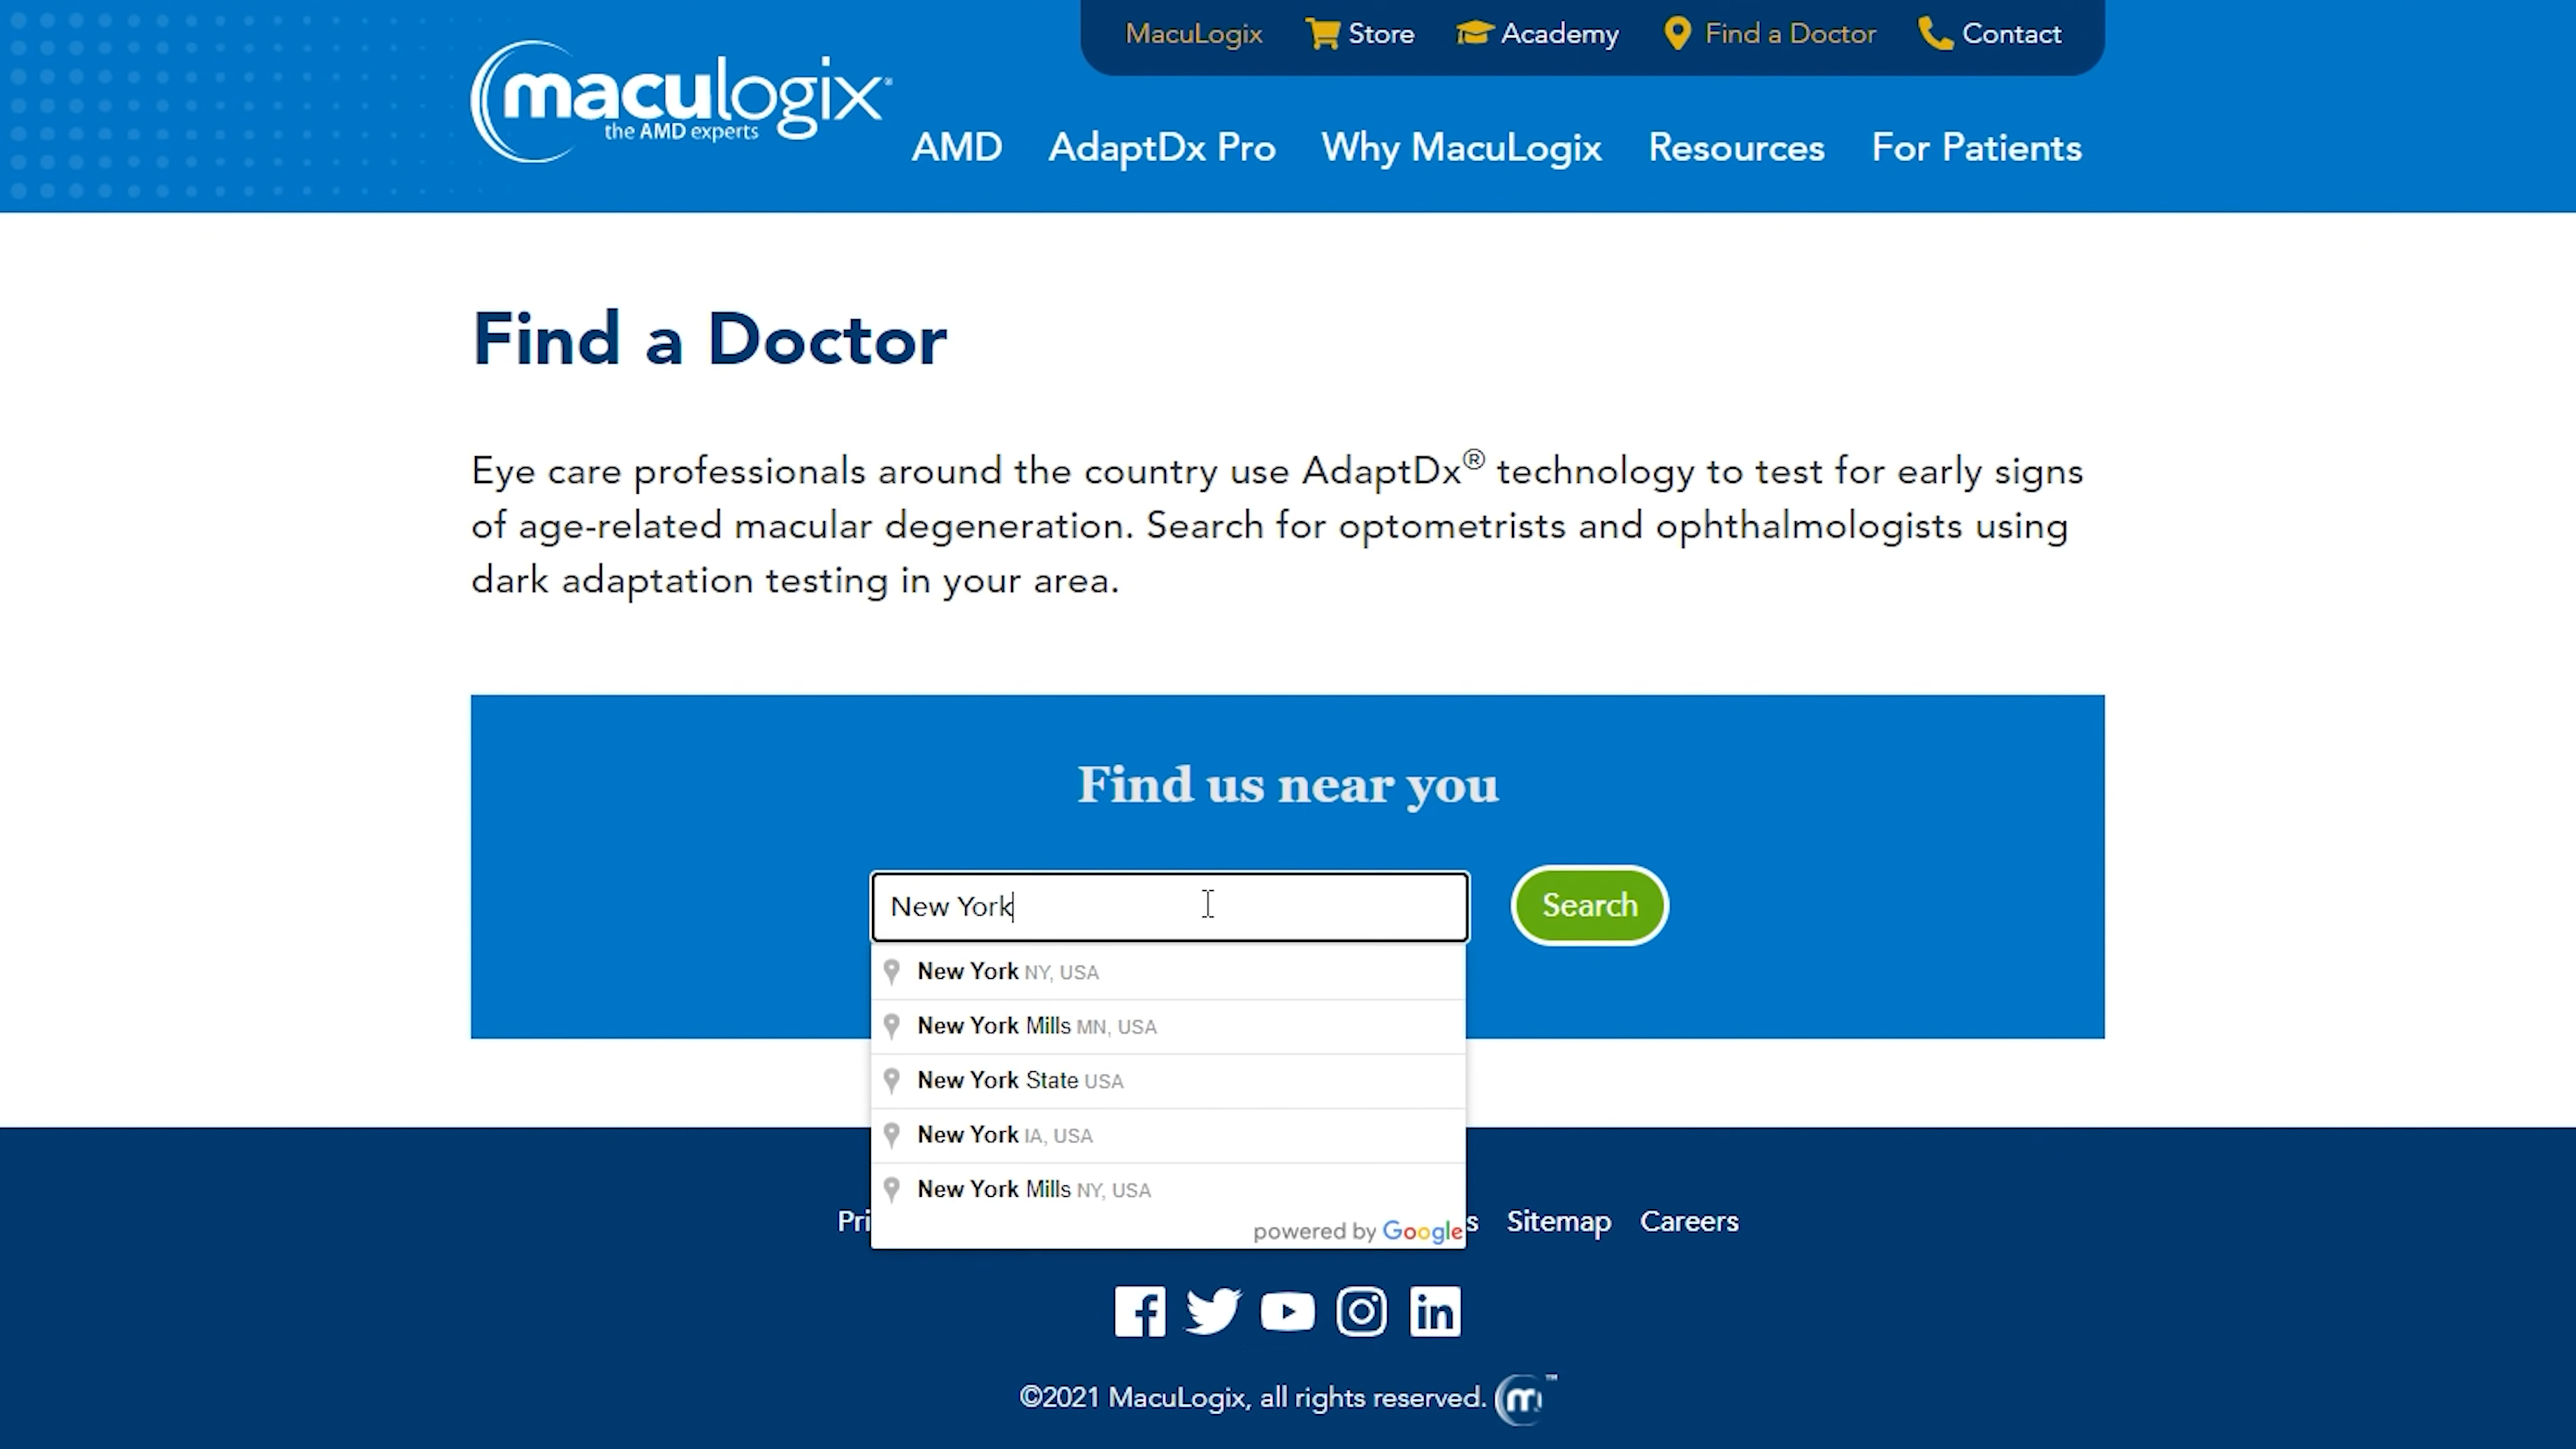 MacuLogix Store Academy Find a Doctor Contact
maculogix®
the AMD experts
AMD AdaptDx Pro Why MacuLogix Resources For Patients
Find a Doctor
Eye care professionals around the country use AdaptDx® technology to test for early signs
of age-related macular degeneration. Search for optometrists and ophthalmologists using
dark adaptation testing in your area.
Find us near you
New York
Search
New York NY, USA
New York Mills MN, USA
New York State USA
New York IA, USA
New York Mills NY, USA
powered by Google
Sitemap Careers
©2021 MacuLogix, all rights reserved. m™